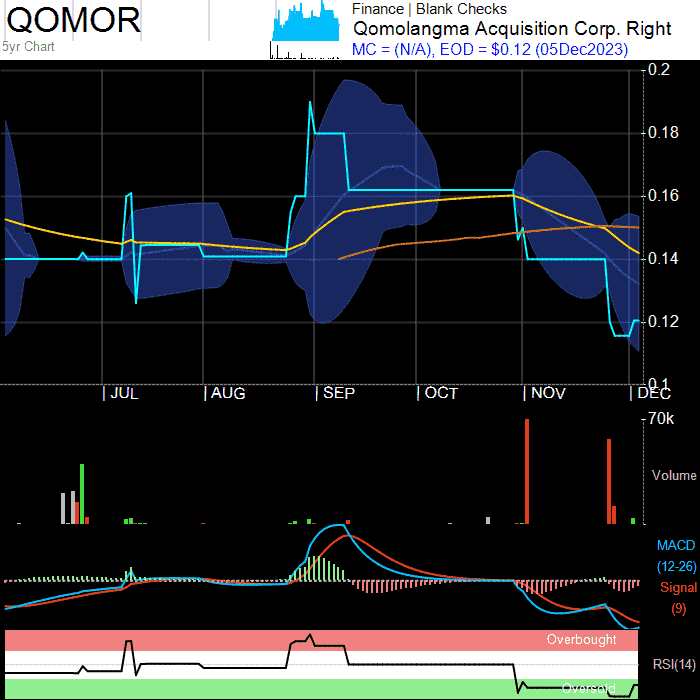 QOMOR
5yr Chart
Finance | Blank Checks
Qomolangma Acquisition Corp. Right
MC = (N/A), EOD = $0.12 (05Dec2023)
0.2
0.18
0.16
0.14
0.12
0.1
| JUL | AUG | SEP | OCT | NOV | DEC
70k
Volume
MACD
(12-26)
Signal
(9)
Overbought
RSI(14)
Oversold